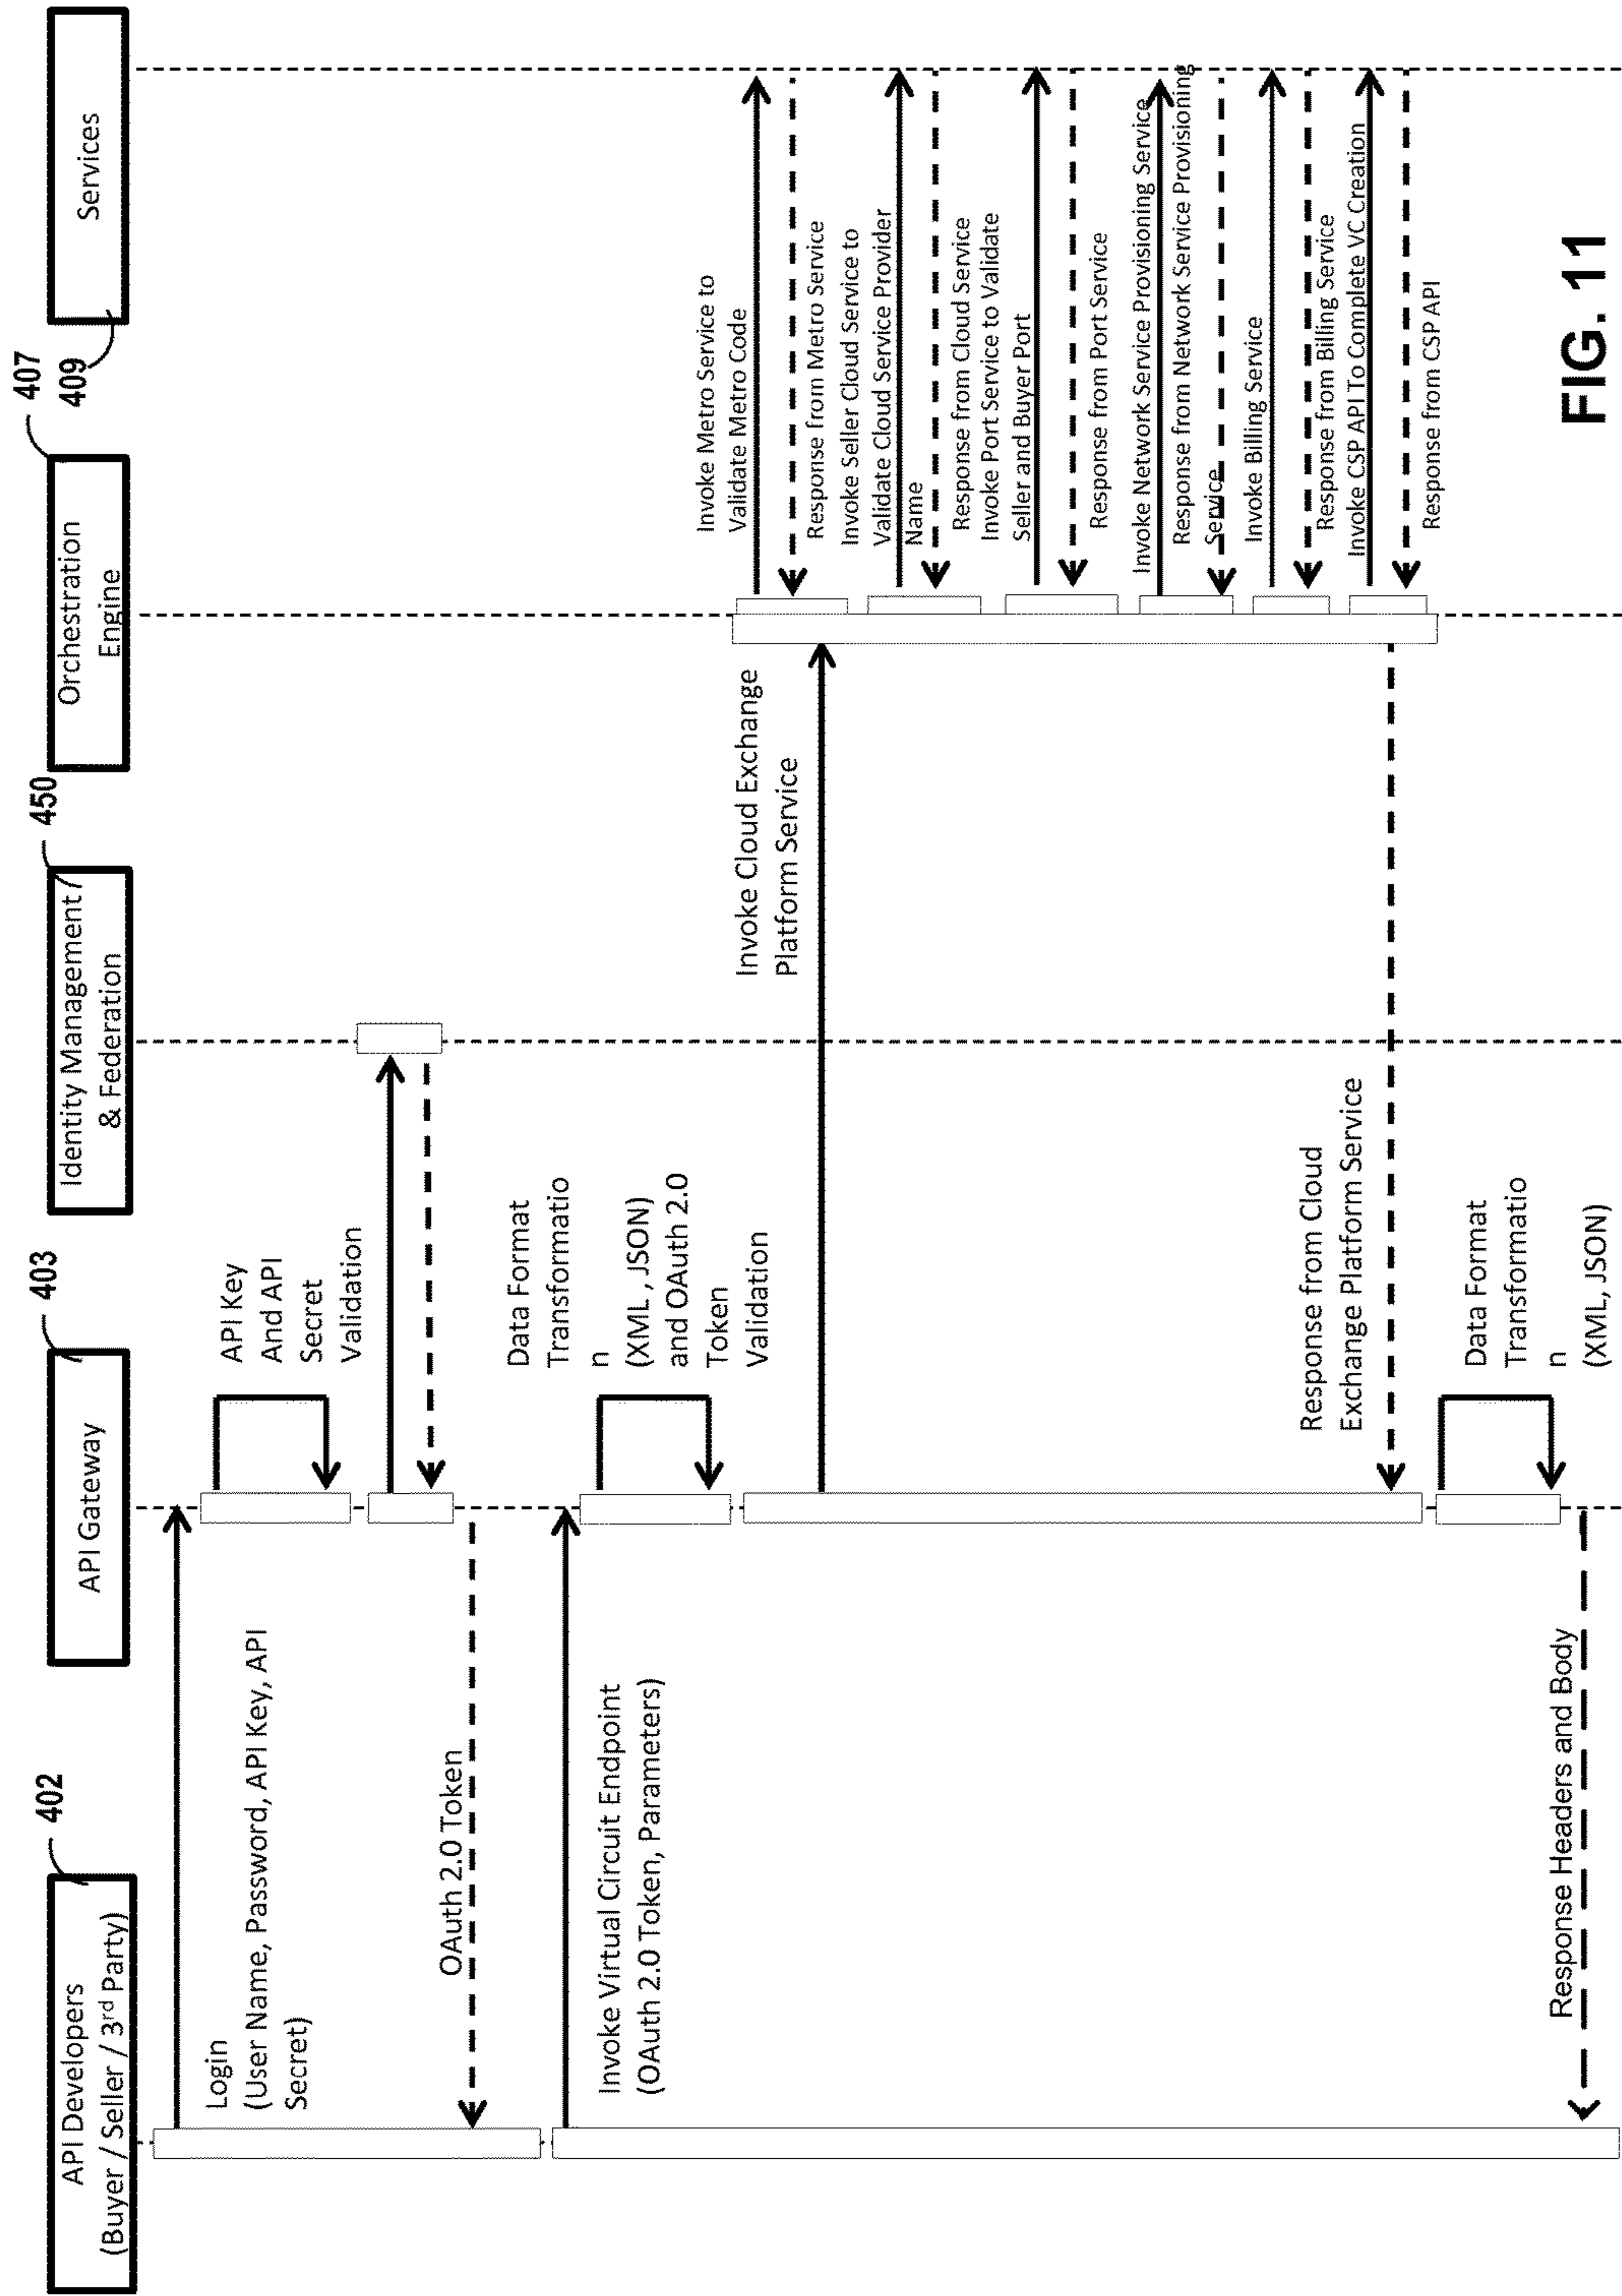 API Developers
(Buyer / Seller / 3rd Party)
402
API Gateway
403
Identity Management
& Federation
450
Orchestration
Engine
407
Services
409
Login
(User Name, Password, API Key, API
Secret)
API Key
And API
Secret
Validation
OAuth 2.0 Token
Invoke Virtual Circuit Endpoint
(OAuth 2.0 Token, Parameters)
Data Format
Transformatio
n
(XML , JSON)
and OAuth 2.0
Token
Validation
Invoke Cloud Exchange
Platform Service
Invoke Metro Service to
Validate Metro Code
Response from Metro Service
Invoke Seller Cloud Service to
Validate Cloud Service Provider
Name
Response from Cloud Service
Invoke Port Service to Validate
Seller and Buyer Port
Response from Port Service
Invoke Network Service Provisioning Service
Response from Network Service Provisioning
Service
Invoke Billing Service
Response from Billing Service
Invoke CSP API To Complete VC Creation
Response from CSP API
Response from Cloud
Exchange Platform Service
Data Format
Transformatio
n
(XML, JSON)
Response Headers and Body
FIG. 11